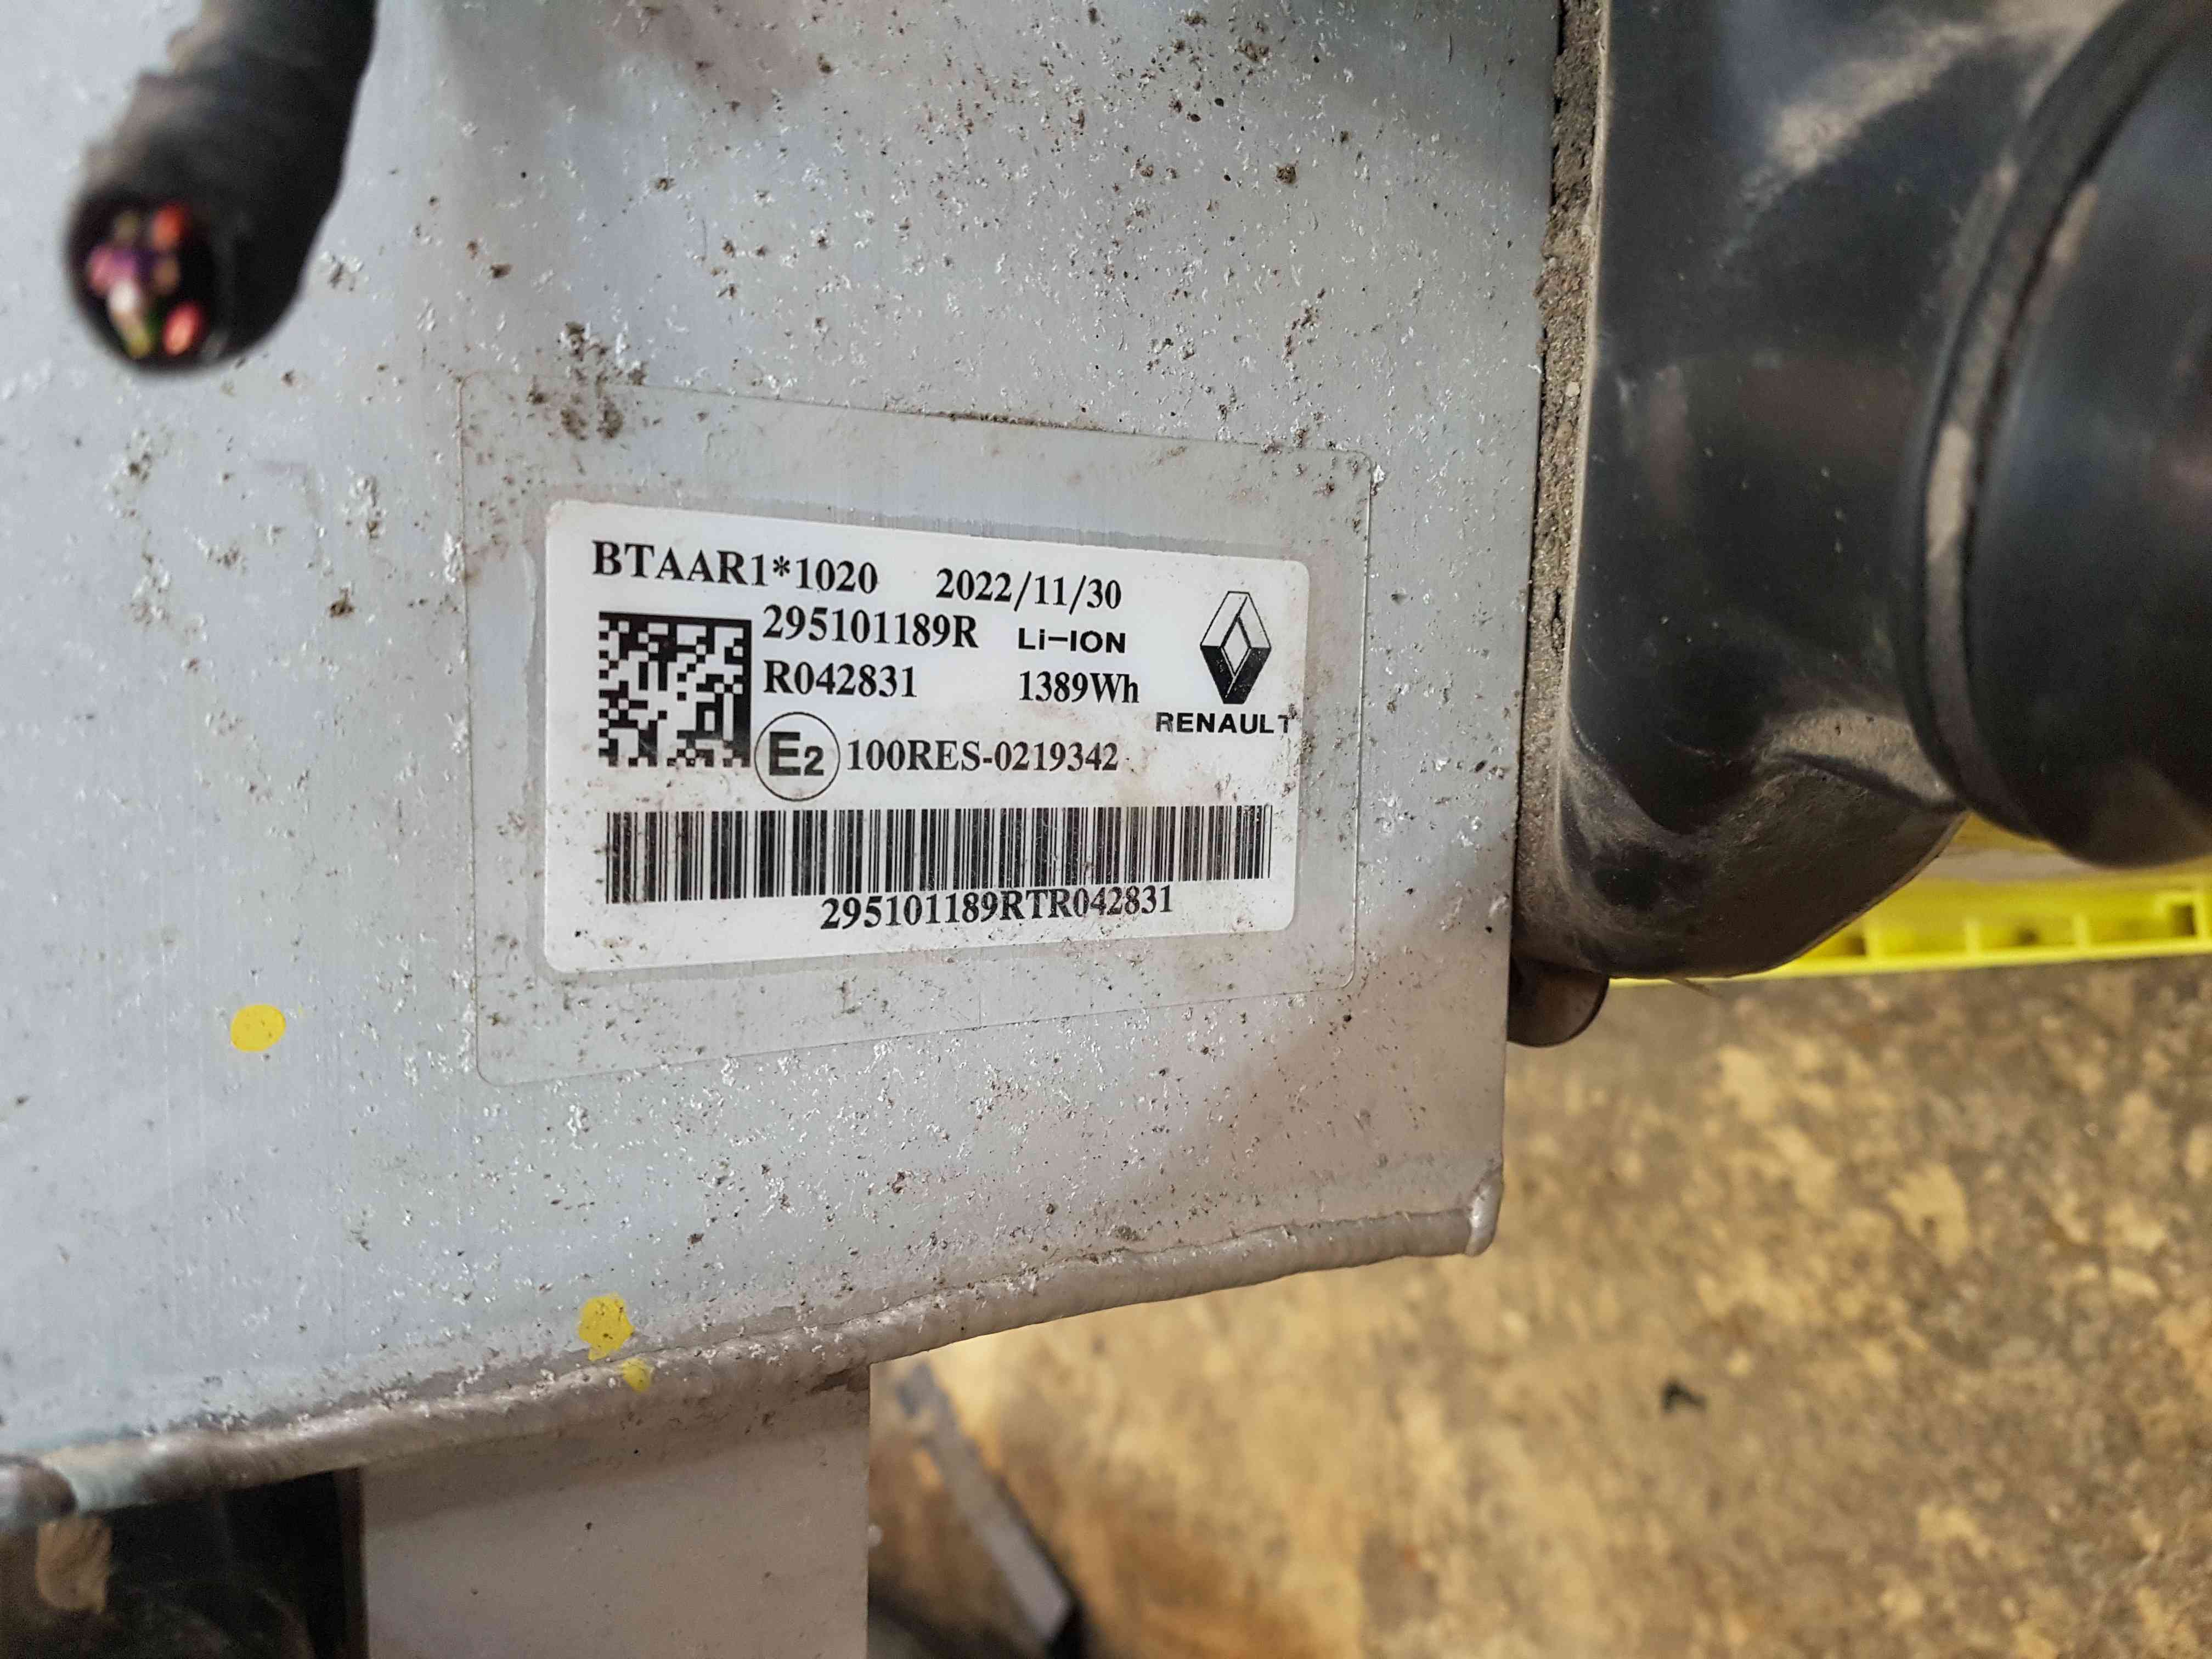 BTAAR1*1020 2022/11/30
295101189R Li-ION
R042831 1389Wh
RENAULT
E2 100RES-0219342
295101189RTR042831